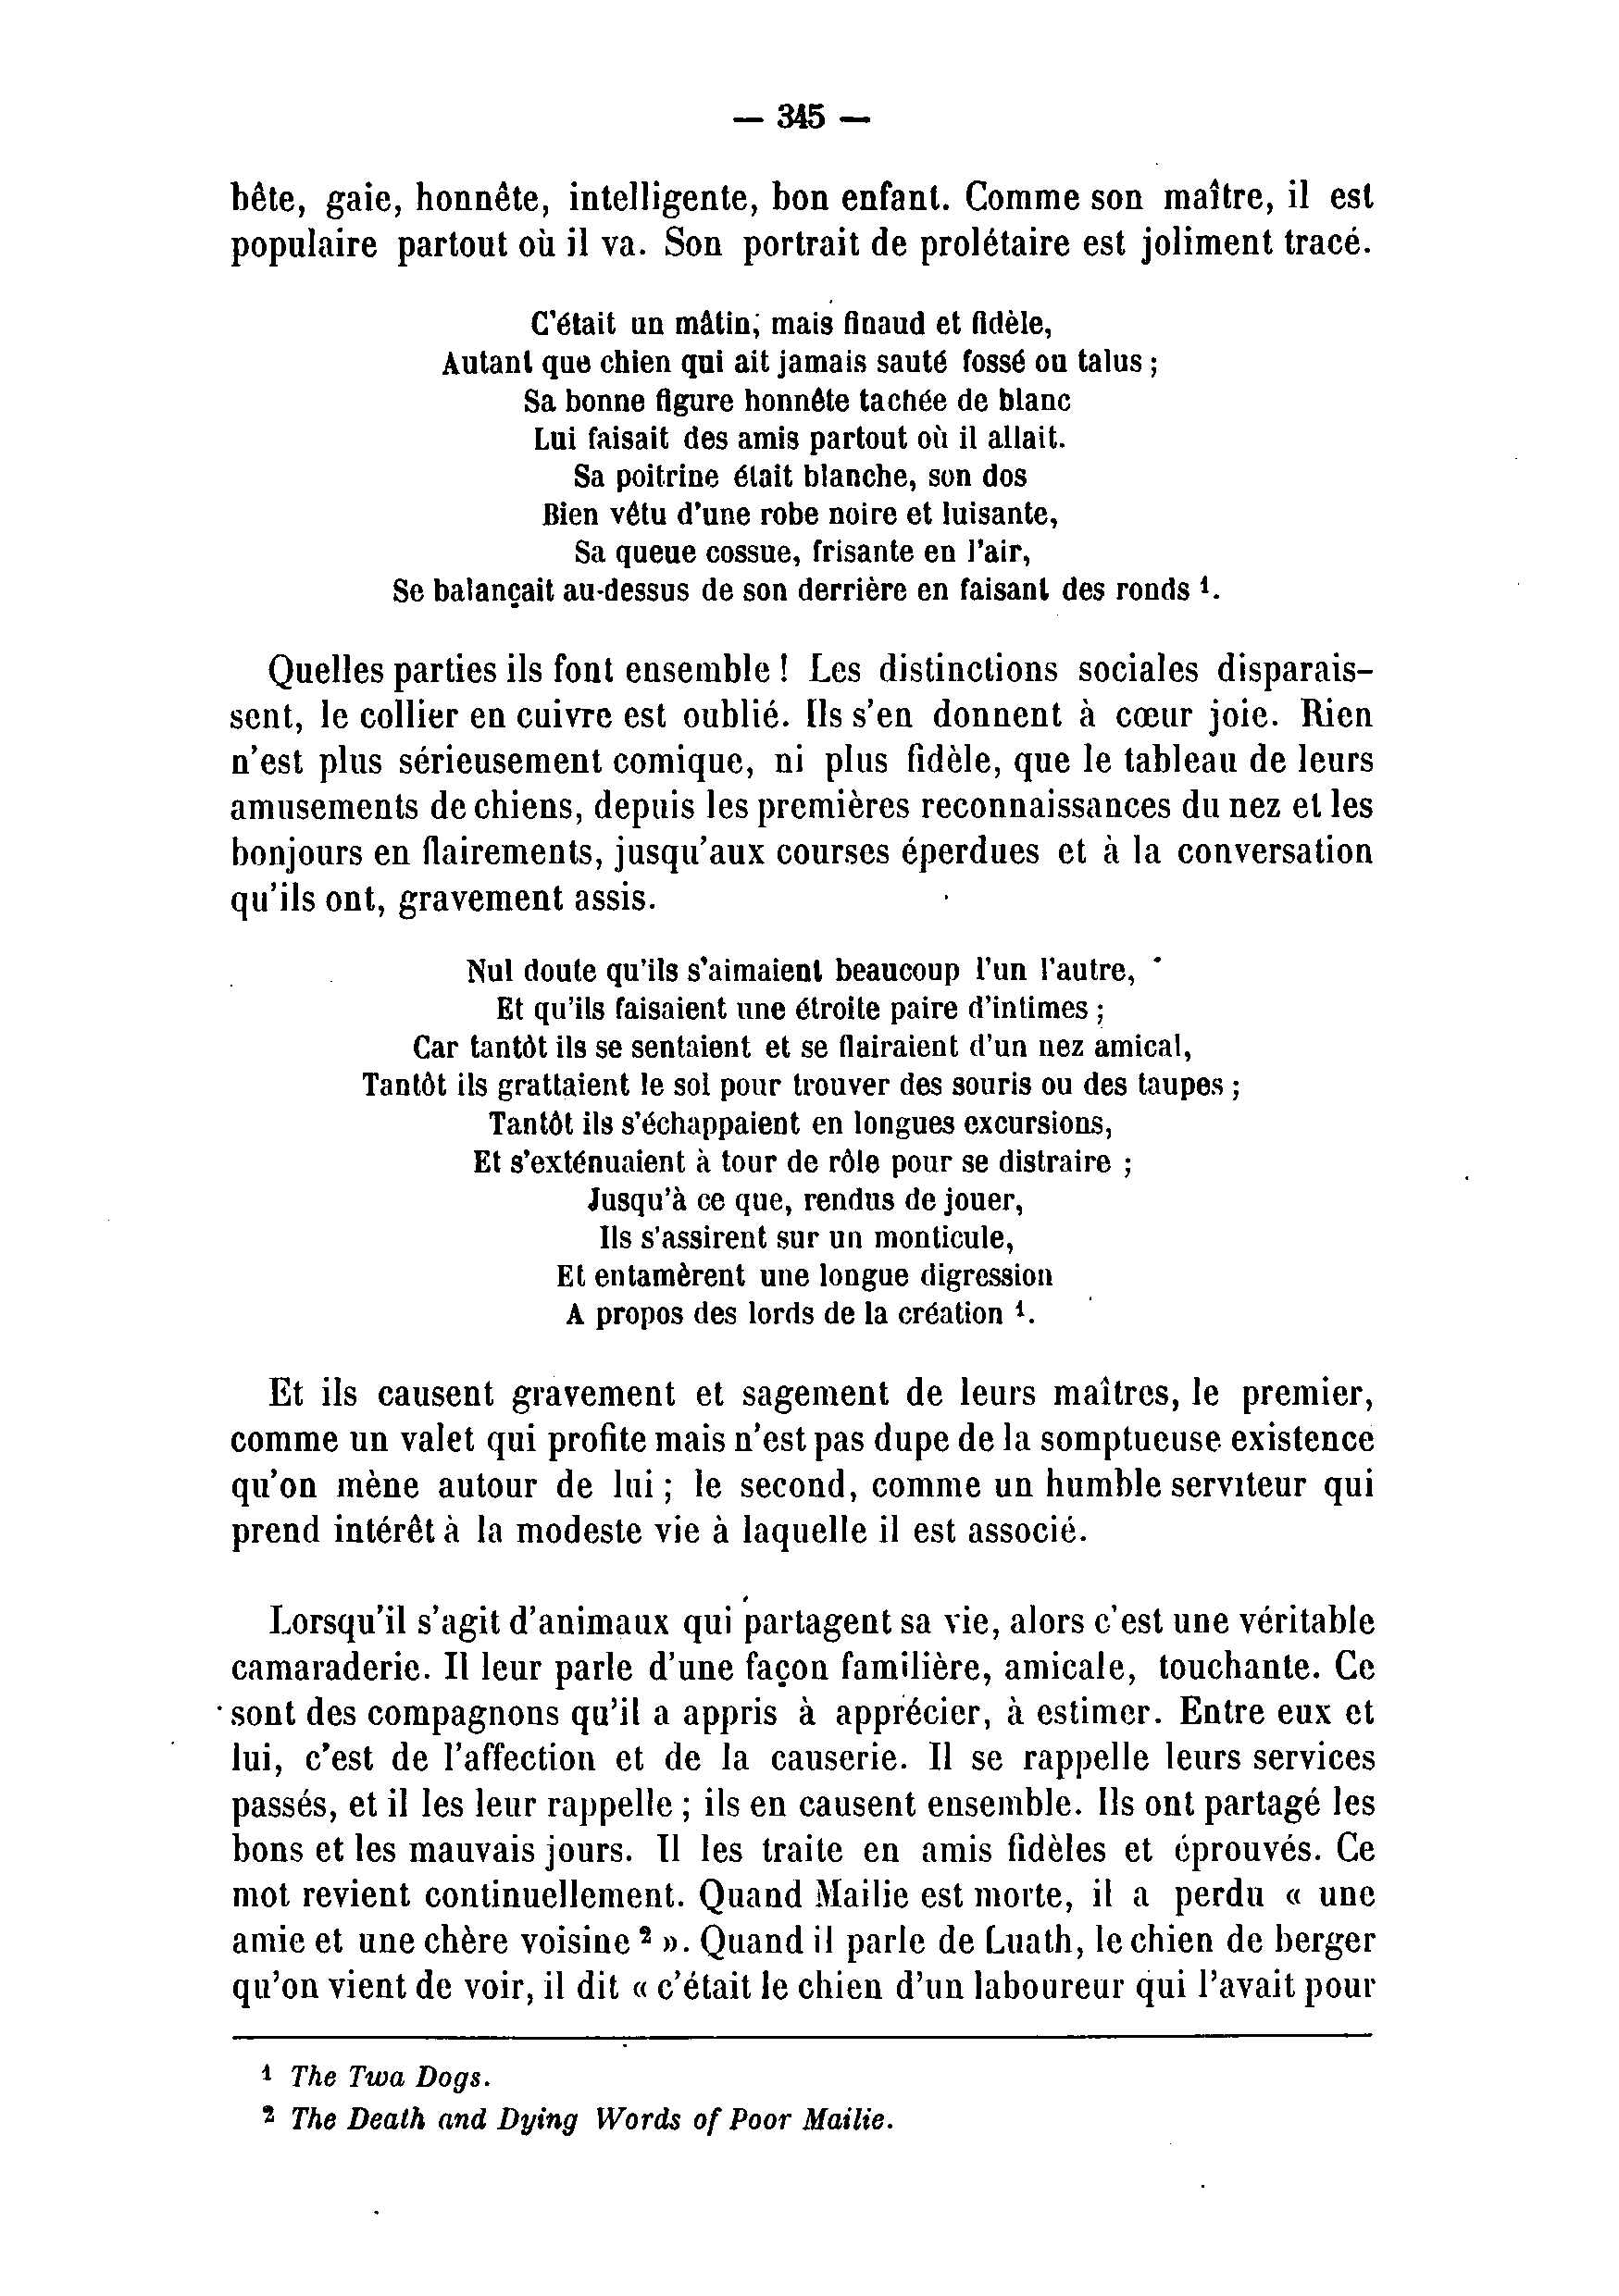 — 345 —
bête, gaie, honnête, intelligente, bon enfant. Comme son maître, il est
populaire partout où il va. Son portrait de prolétaire est joliment tracé.
C'était un mâtin, mais finaud et fidèle,
Autant que chien qui ait jamais sauté fossé ou talus ;
Sa bonne figure honnête tachée de blanc
Lui faisait des amis partout où il allait.
Sa poitrine était blanche, son dos
Bien vêtu d'une robe noire et luisante,
Sa queue cossue, frisante en l'air,
Se balançait au-dessus de son derrière en faisant des ronds ¹.
Quelles parties ils font ensemble ! Les distinctions sociales disparais-
sent, le collier en cuivre est oublié. Ils s'en donnent à cœur joie. Rien
n'est plus sérieusement comique, ni plus fidèle, que le tableau de leurs
amusements de chiens, depuis les premières reconnaissances du nez et les
bonjours en flairements, jusqu'aux courses éperdues et à la conversation
qu'ils ont, gravement assis.
Nul doute qu'ils s'aimaient beaucoup l'un l'autre,
Et qu'ils faisaient une étroite paire d'intimes ;
Car tantôt ils se sentaient et se flairaient d'un nez amical,
Tantôt ils grattaient le sol pour trouver des souris ou des taupes ;
Tantôt ils s'échappaient en longues excursions,
Et s'exténuaient à tour de rôle pour se distraire ;
Jusqu'à ce que, rendus de jouer,
Ils s'assirent sur un monticule,
Et entamèrent une longue digression
A propos des lords de la création ¹.
Et ils causent gravement et sagement de leurs maîtres, le premier,
comme un valet qui profite mais n'est pas dupe de la somptueuse existence
qu'on mène autour de lui ; le second, comme un humble serviteur qui
prend intérêt à la modeste vie à laquelle il est associé.
Lorsqu'il s'agit d'animaux qui partagent sa vie, alors c'est une véritable
camaraderie. Il leur parle d'une façon familière, amicale, touchante. Ce
sont des compagnons qu'il a appris à apprécier, à estimer. Entre eux et
lui, c'est de l'affection et de la causerie. Il se rappelle leurs services
passés, et il les leur rappelle ; ils en causent ensemble. Ils ont partagé les
bons et les mauvais jours. Il les traite en amis fidèles et éprouvés. Ce
mot revient continuellement. Quand Mailie est morte, il a perdu « une
amie et une chère voisine ² ». Quand il parle de Luath, le chien de berger
qu'on vient de voir, il dit « c'était le chien d'un laboureur qui l'avait pour
¹ The Twa Dogs.
² The Death and Dying Words of Poor Mailie.